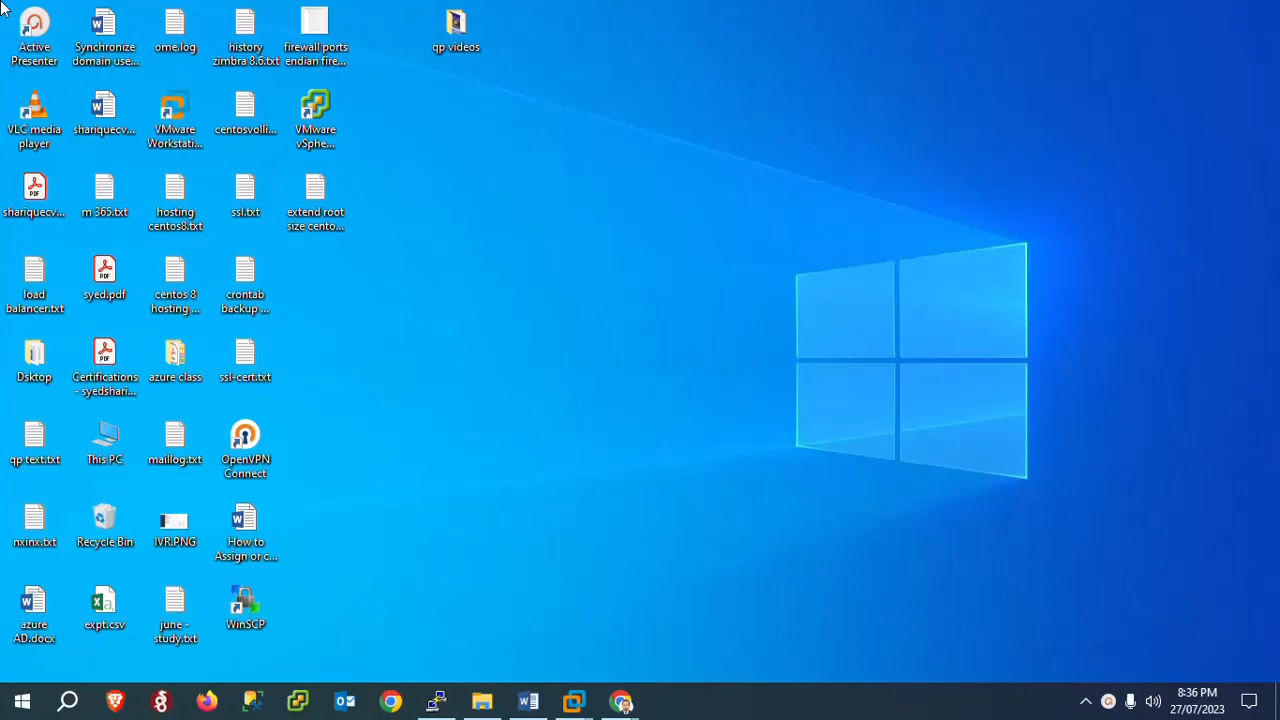 Active
Presenter
Synchronize
domain use...
ome.log
history
zimbra 8.6.txt
firewall ports
endian fire...
qp videos
VLC media
player
shariquecv...
VMware
Workstati...
centosvolli...
VMware
vSphe...
PDF
shariquecv...
m 365.txt
hosting
centos8.txt
ssl.txt
extend root
size cento...
load
balancer.txt
PDF
syed.pdf
centos 8
hosting ...
crontab
backup ...
Dsktop
PDF
Certifications
- syedshari...
azure class
ssl-cert.txt
qp text.txt
This PC
maillog.txt
OpenVPN
Connect
nxinx.txt
Recycle Bin
IVR.PNG
How to
Assign or c...
azure
AD.docx
expt.csv
june -
study.txt
WinSCP
8:36 PM
27/07/2023